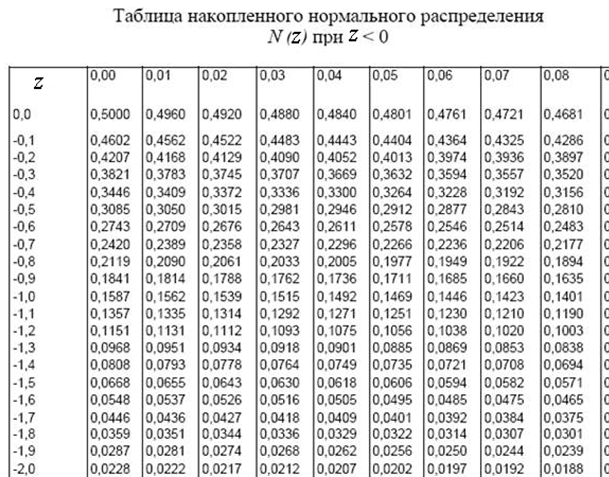 Таблица накопленного нормального распределения
N (z) при z < 0
z 0,00 0,01 0,02 0,03 0,04 0,05 0,06 0,07 0,08
0,0 0,5000 0,4960 0,4920 0,4880 0,4840 0,4801 0,4761 0,4721 0,4681
-0,1 0,4602 0,4562 0,4522 0,4483 0,4443 0,4404 0,4364 0,4325 0,4286
-0,2 0,4207 0,4168 0,4129 0,4090 0,4052 0,4013 0,3974 0,3936 0,3897
-0,3 0,3821 0,3783 0,3745 0,3707 0,3669 0,3632 0,3594 0,3557 0,3520
-0,4 0,3446 0,3409 0,3372 0,3336 0,3300 0,3264 0,3228 0,3192 0,3156
-0,5 0,3085 0,3050 0,3015 0,2981 0,2946 0,2912 0,2877 0,2843 0,2810
-0,6 0,2743 0,2709 0,2676 0,2643 0,2611 0,2578 0,2546 0,2514 0,2483
-0,7 0,2420 0,2389 0,2358 0,2327 0,2296 0,2266 0,2236 0,2206 0,2177
-0,8 0,2119 0,2090 0,2061 0,2033 0,2005 0,1977 0,1949 0,1922 0,1894
-0,9 0,1841 0,1814 0,1788 0,1762 0,1736 0,1711 0,1685 0,1660 0,1635
-1,0 0,1587 0,1562 0,1539 0,1515 0,1492 0,1469 0,1446 0,1423 0,1401
-1,1 0,1357 0,1335 0,1314 0,1292 0,1271 0,1251 0,1230 0,1210 0,1190
-1,2 0,1151 0,1131 0,1112 0,1093 0,1075 0,1056 0,1038 0,1020 0,1003
-1,3 0,0968 0,0951 0,0934 0,0918 0,0901 0,0885 0,0869 0,0853 0,0838
-1,4 0,0808 0,0793 0,0778 0,0764 0,0749 0,0735 0,0721 0,0708 0,0694
-1,5 0,0668 0,0655 0,0643 0,0630 0,0618 0,0606 0,0594 0,0582 0,0571
-1,6 0,0548 0,0537 0,0526 0,0516 0,0505 0,0495 0,0485 0,0475 0,0465
-1,7 0,0446 0,0436 0,0427 0,0418 0,0409 0,0401 0,0392 0,0384 0,0375
-1,8 0,0359 0,0351 0,0344 0,0336 0,0329 0,0322 0,0314 0,0307 0,0301
-1,9 0,0287 0,0281 0,0274 0,0268 0,0262 0,0256 0,0250 0,0244 0,0239
-2,0 0,0228 0,0222 0,0217 0,0212 0,0207 0,0202 0,0197 0,0192 0,0188